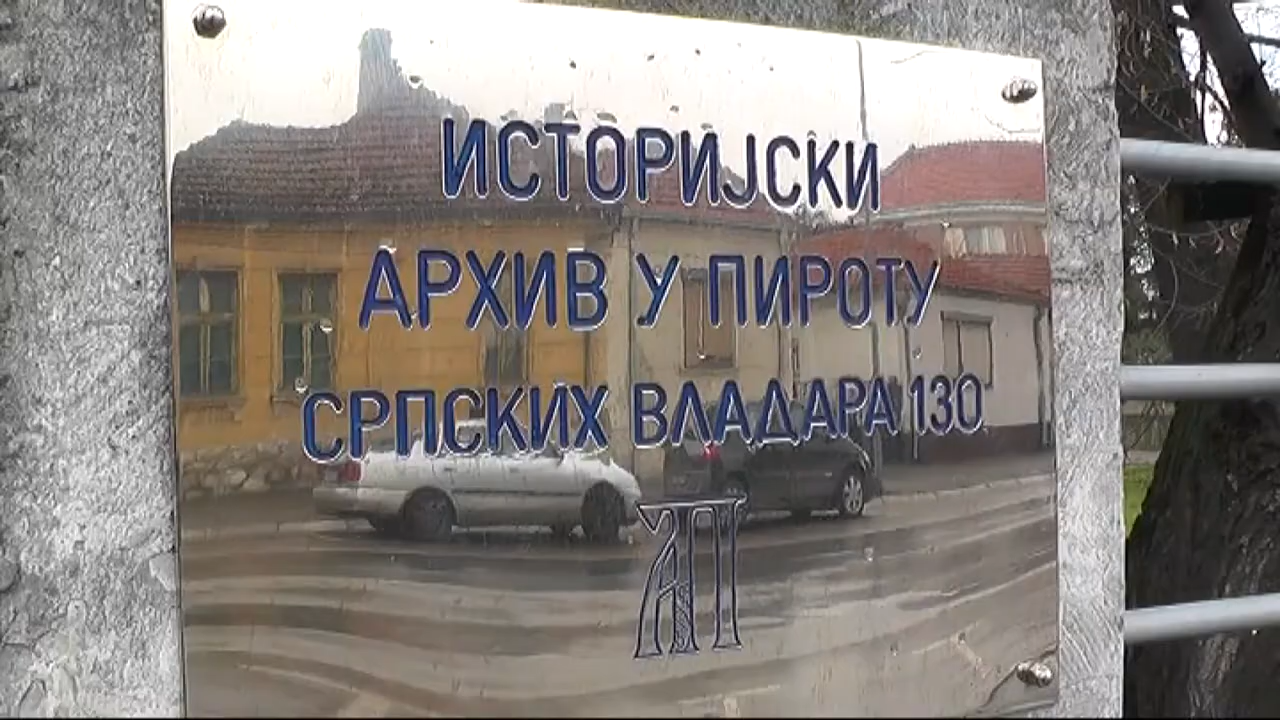 ИСТОРИЈСКИ
АРХИВ У ПИРОТУ
СРПСКИХ ВЛАДАРА 130
АП